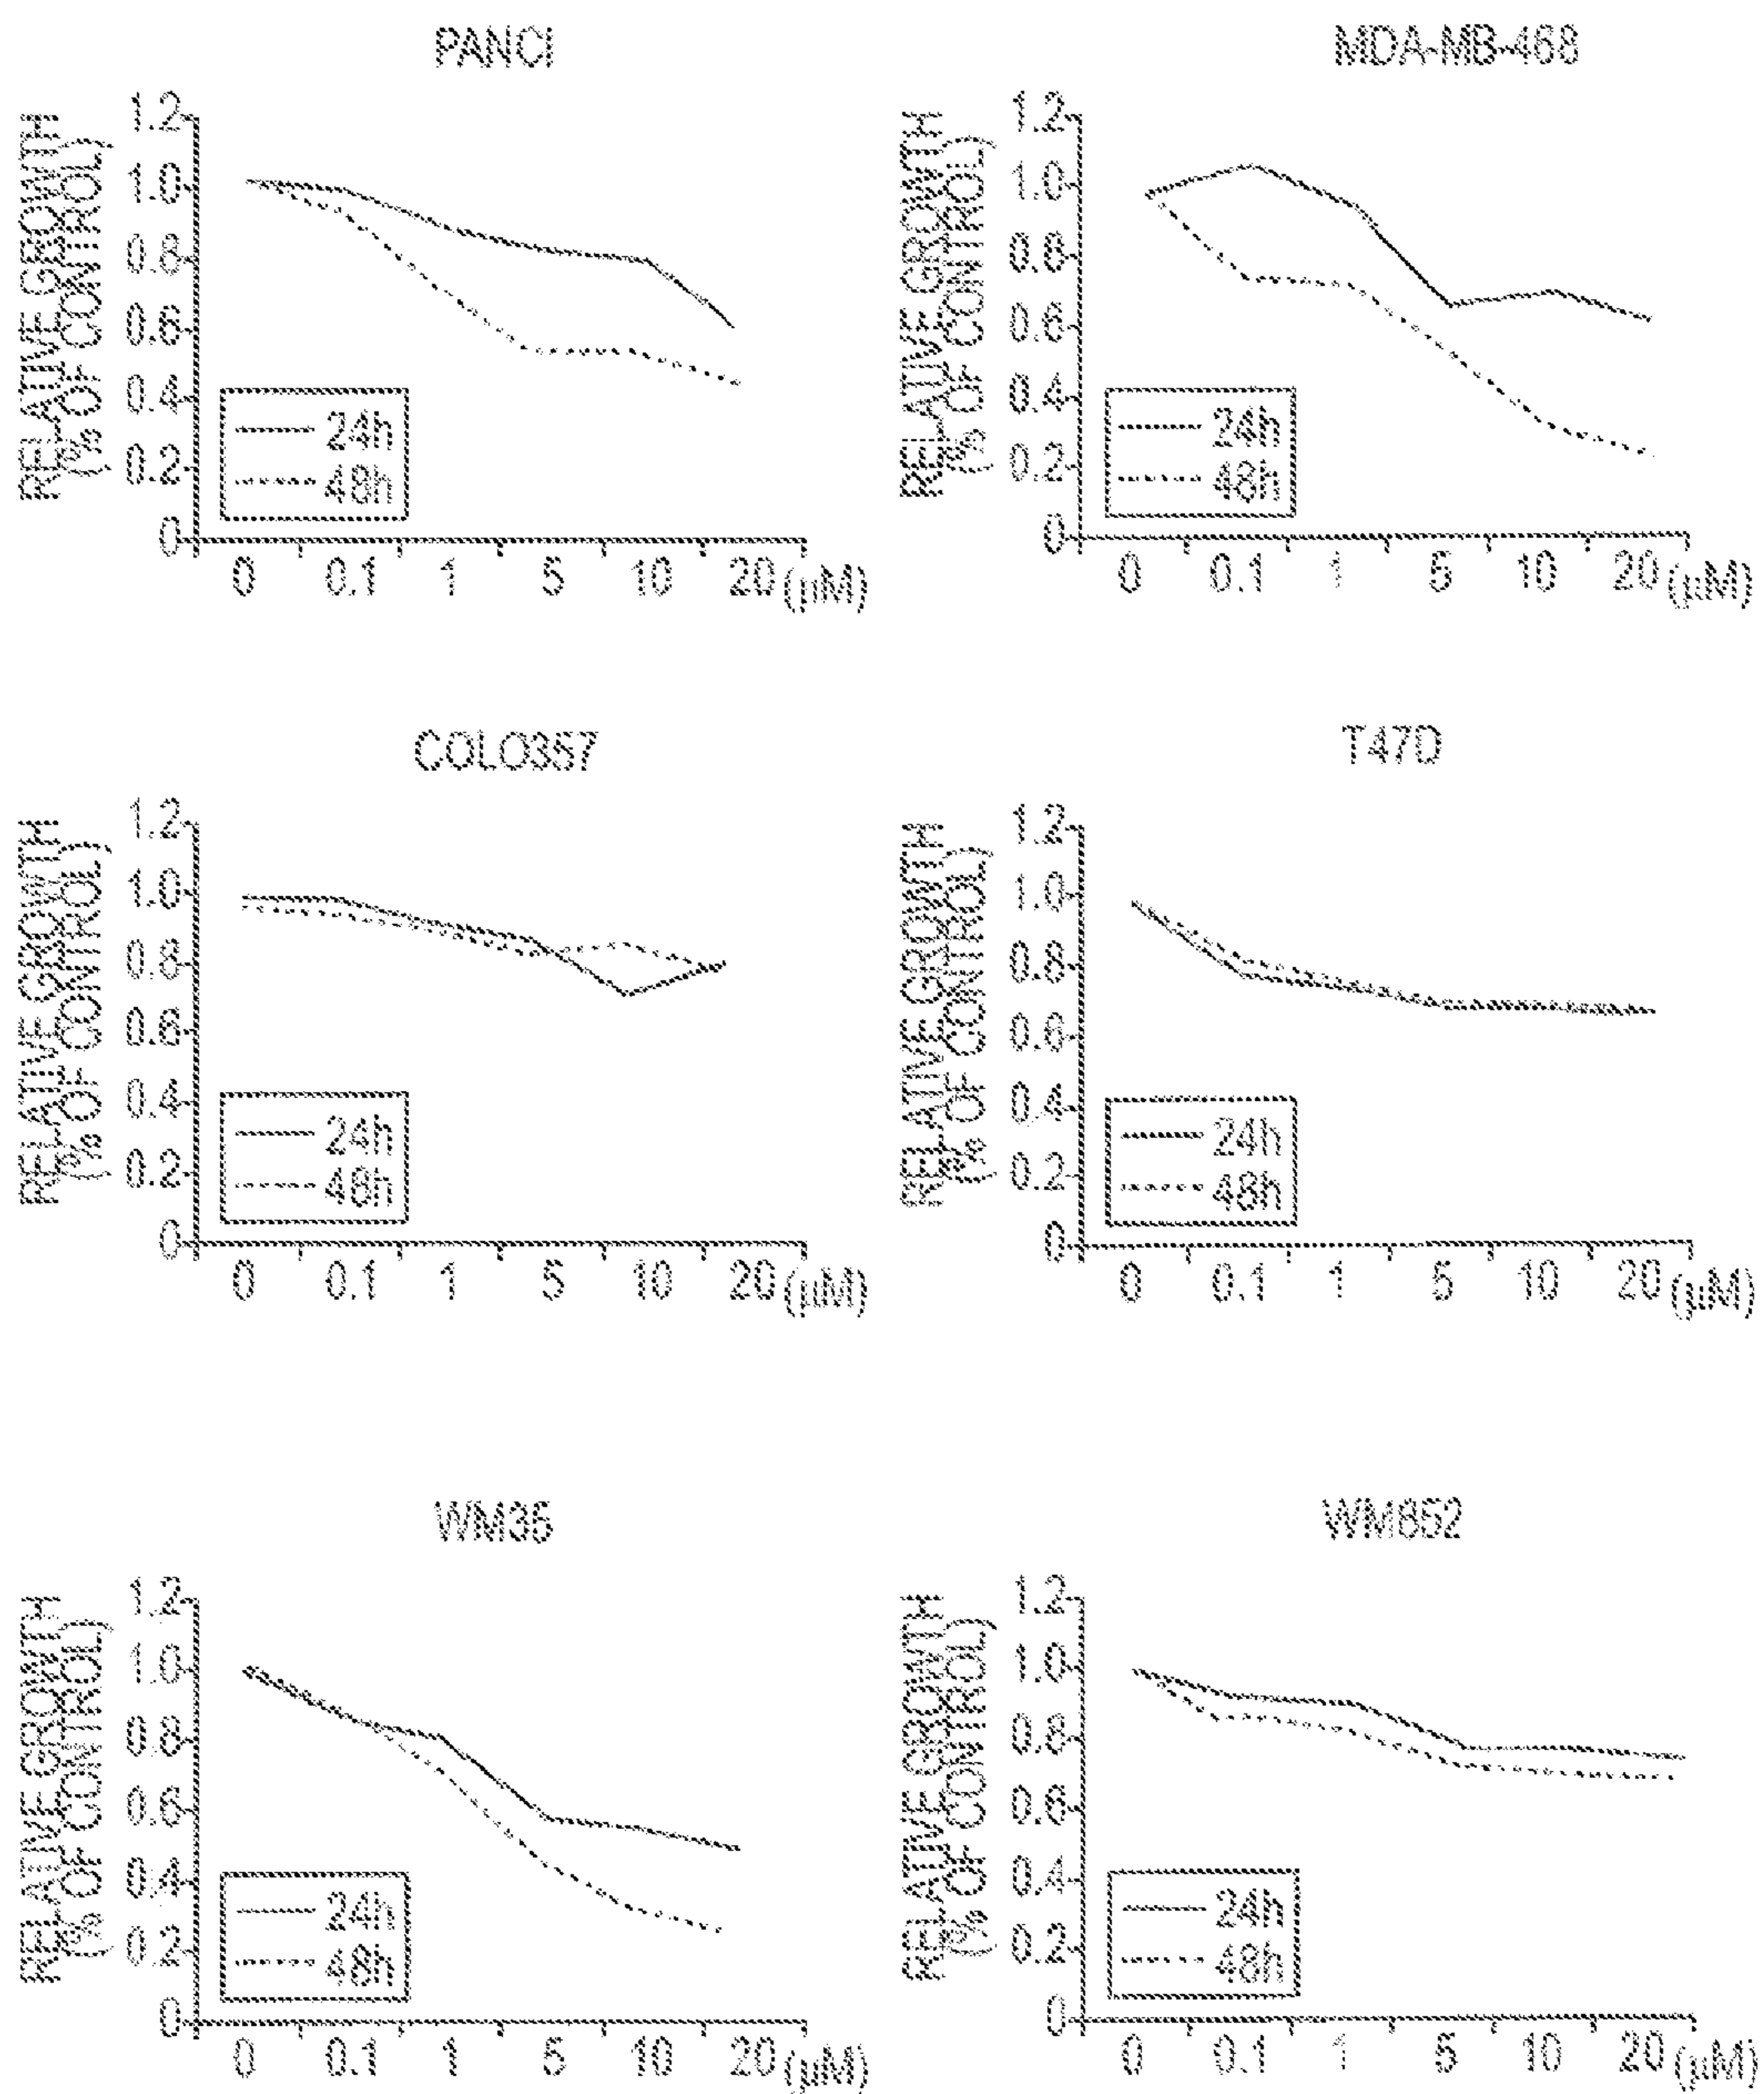 PANCI
RELATIVE GROWTH
(% OF CONTROL)
1.2
1.0
0.8
0.6
0.4
0.2
0
24h
48h
0 0.1 1 5 10 20 (µM)
MDA-MB-468
RELATIVE GROWTH
(% OF CONTROL)
1.2
1.0
0.8
0.6
0.4
0.2
0
24h
48h
0 0.1 1 5 10 20 (µM)
COLO357
RELATIVE GROWTH
(% OF CONTROL)
1.2
1.0
0.8
0.6
0.4
0.2
0
24h
48h
0 0.1 1 5 10 20 (µM)
T47D
RELATIVE GROWTH
(% OF CONTROL)
1.2
1.0
0.8
0.6
0.4
0.2
0
24h
48h
0 0.1 1 5 10 20 (µM)
WM35
RELATIVE GROWTH
(% OF CONTROL)
1.2
1.0
0.8
0.6
0.4
0.2
0
24h
48h
0 0.1 1 5 10 20 (µM)
WM852
RELATIVE GROWTH
(% OF CONTROL)
1.2
1.0
0.8
0.6
0.4
0.2
0
24h
48h
0 0.1 1 5 10 20 (µM)